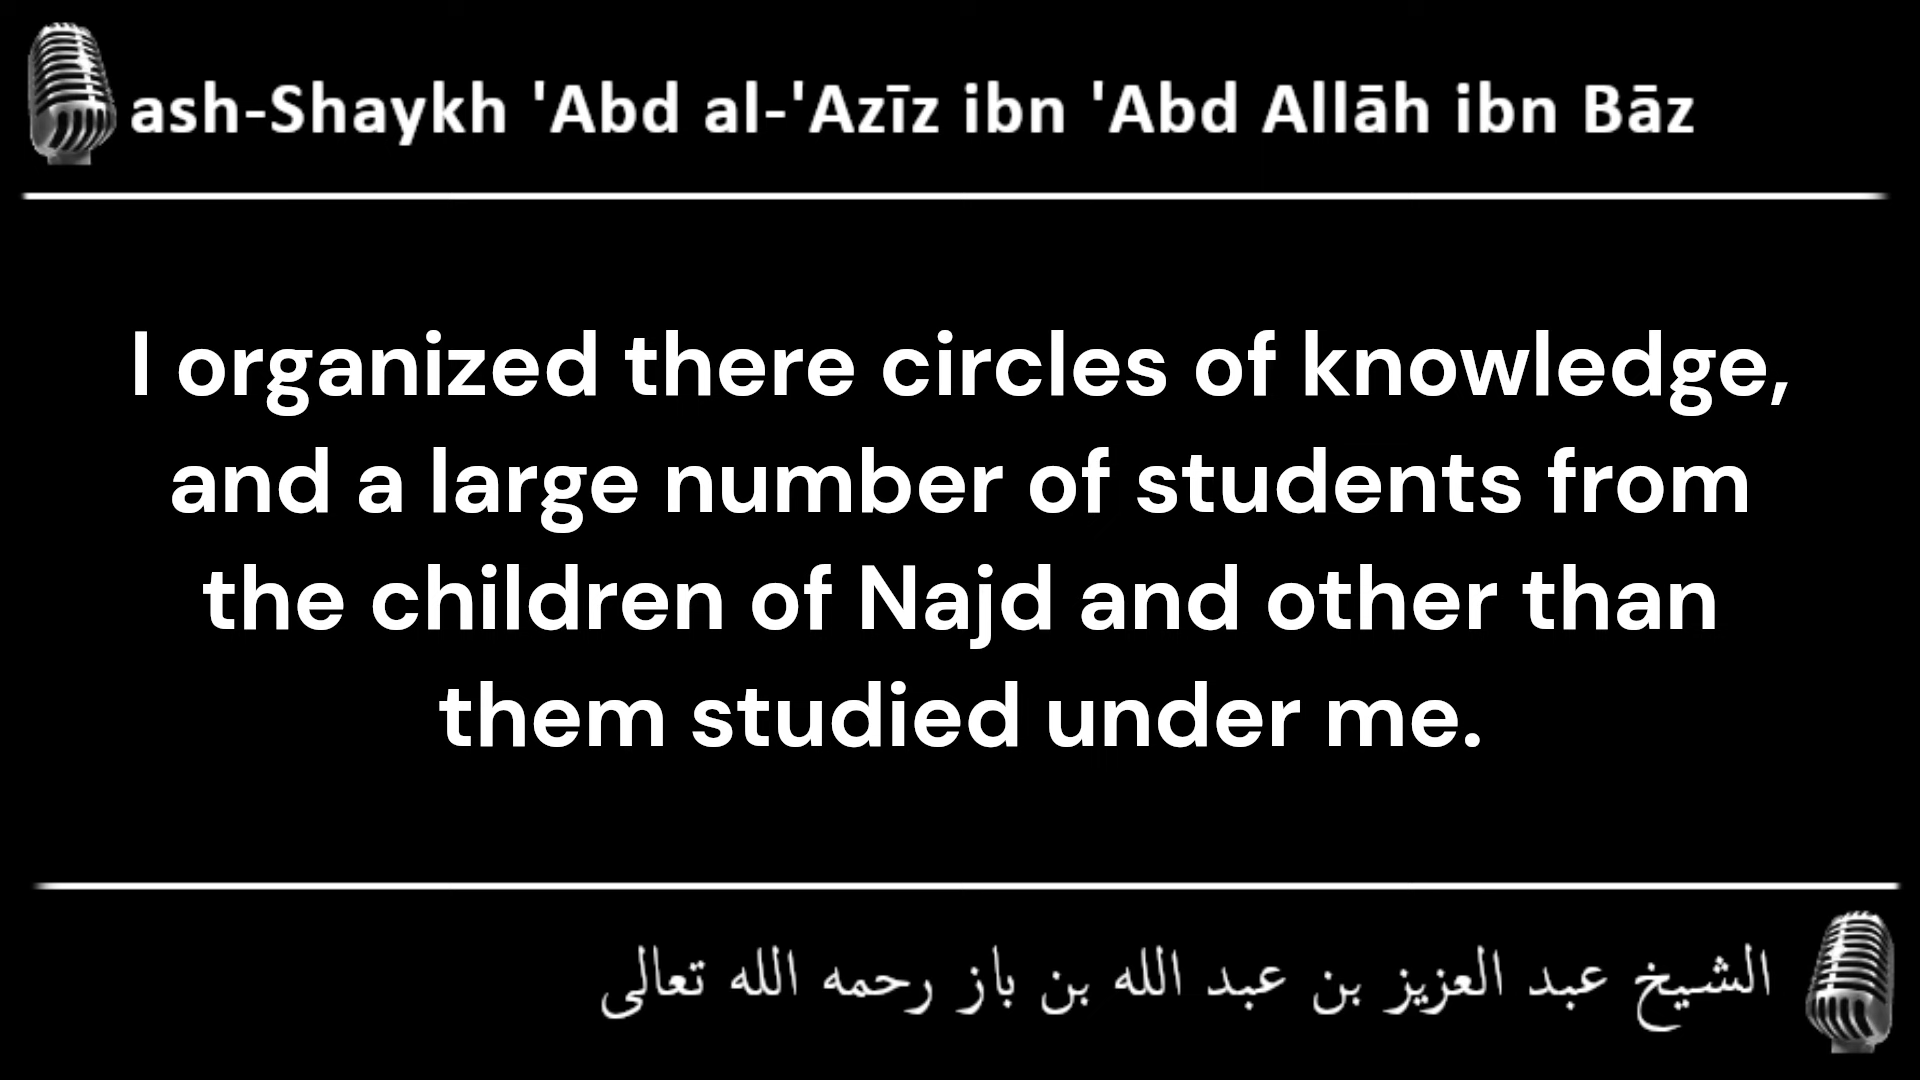 ash-Shaykh 'Abd al-'Azīz ibn 'Abd Allāh ibn Bāz
I organized there circles of knowledge,
and a large number of students from
the children of Najd and other than
them studied under me.
الشيخ عبد العزيز بن عبد الله بن باز رحمه الله تعالى